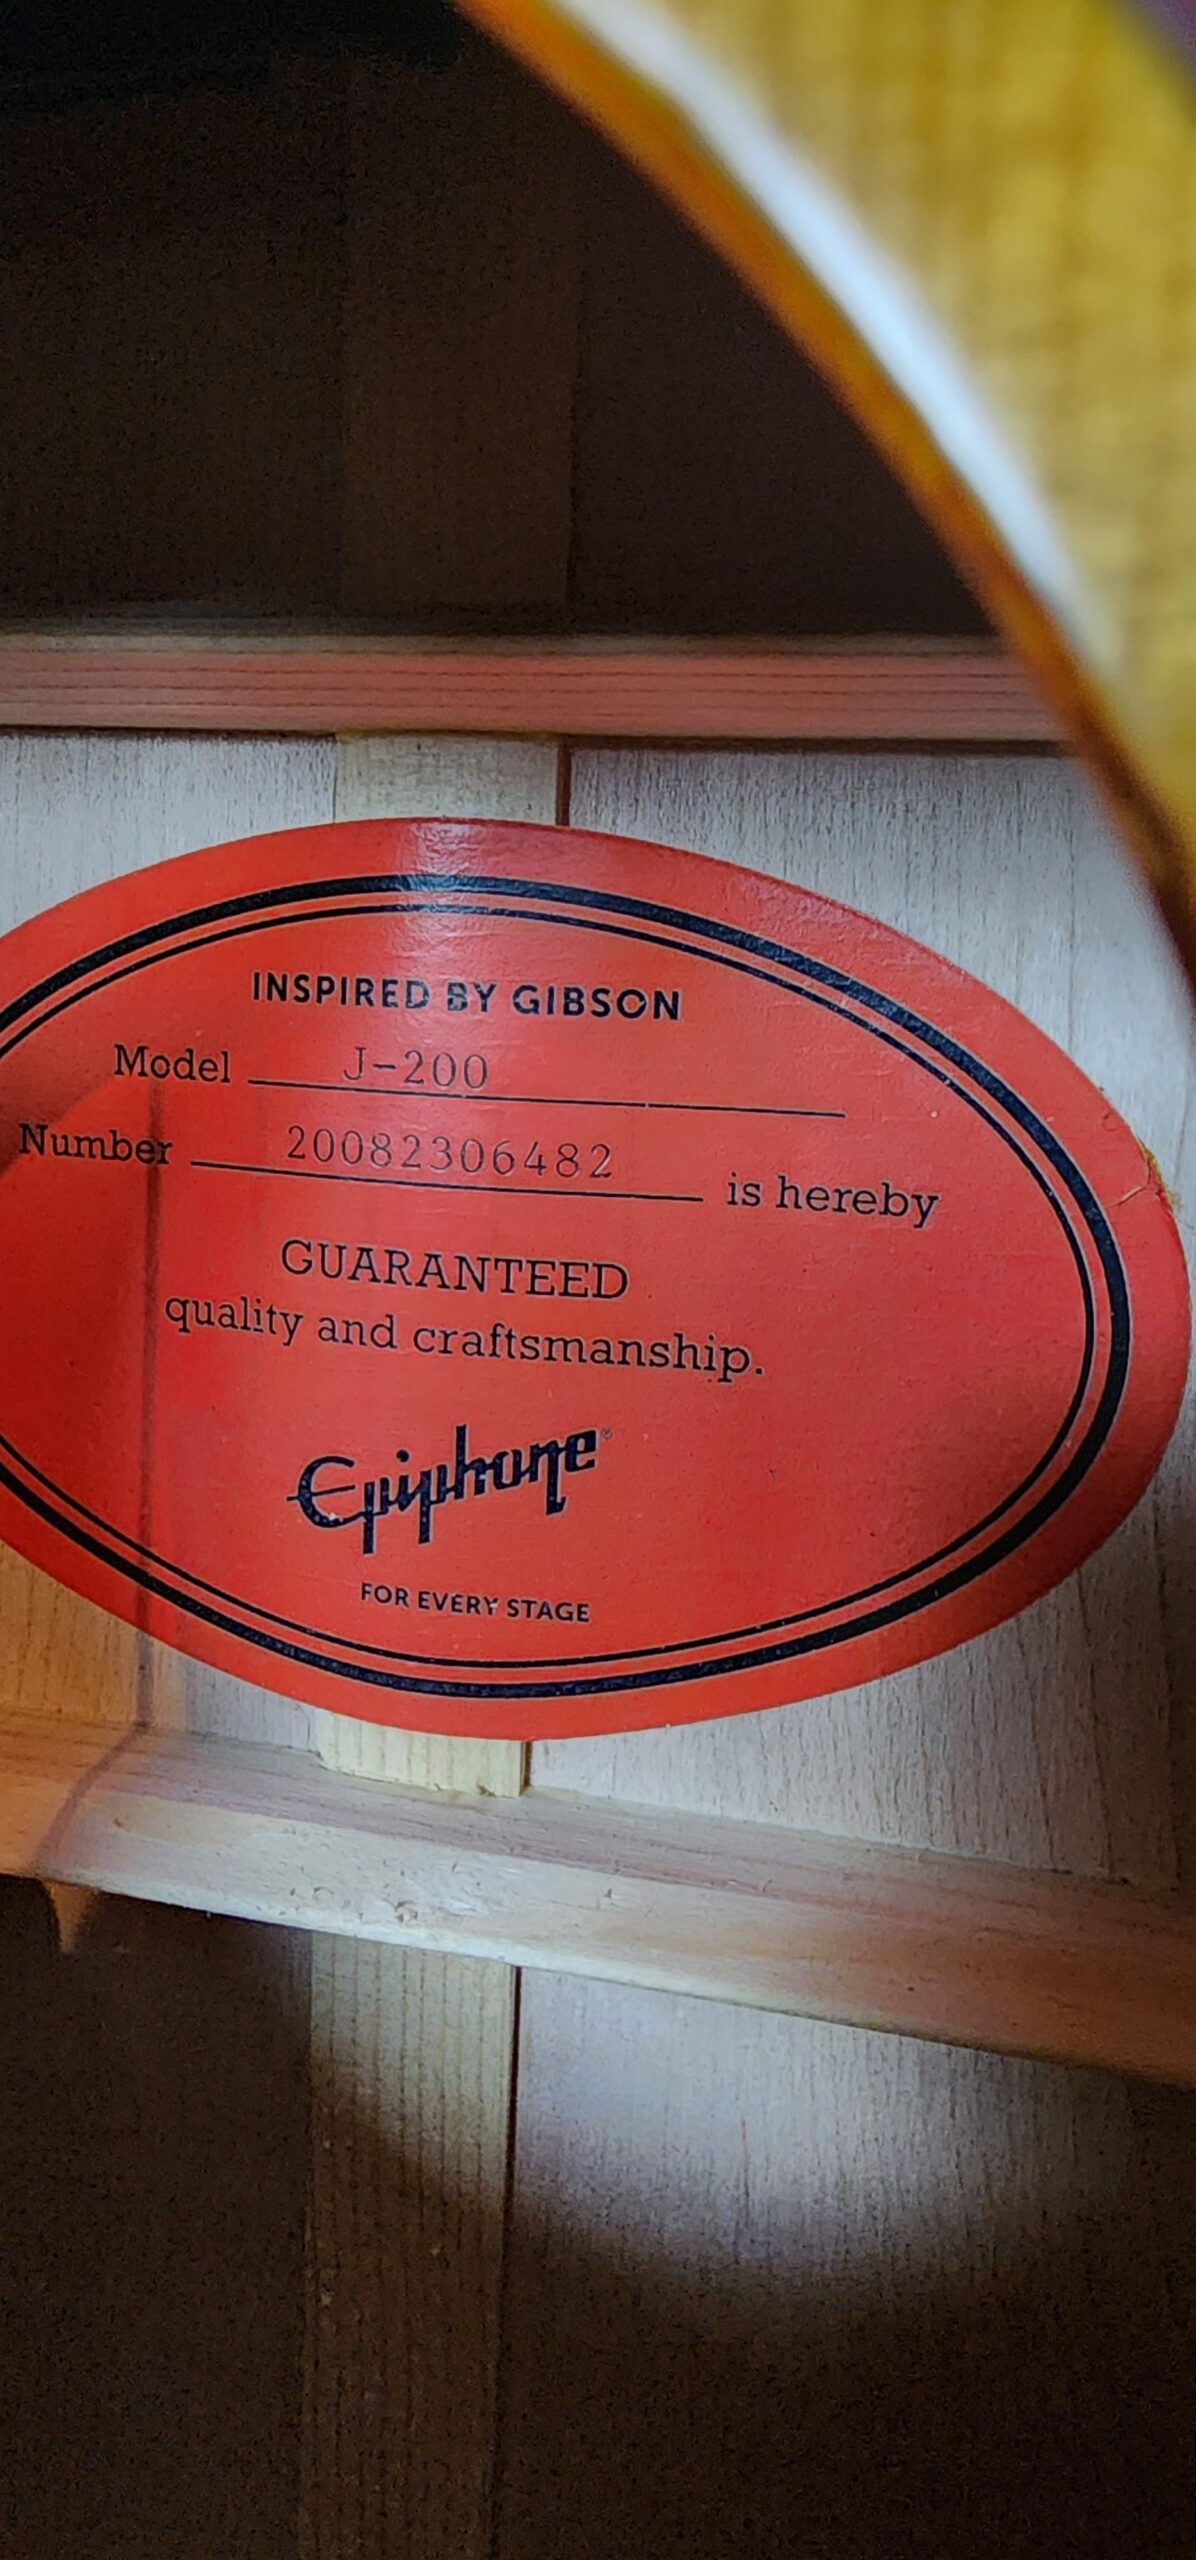 INSPIRED BY GIBSON
Model J-200
Number 20082306482 is hereby
GUARANTEED
quality and craftsmanship.
Epiphone®
FOR EVERY STAGE